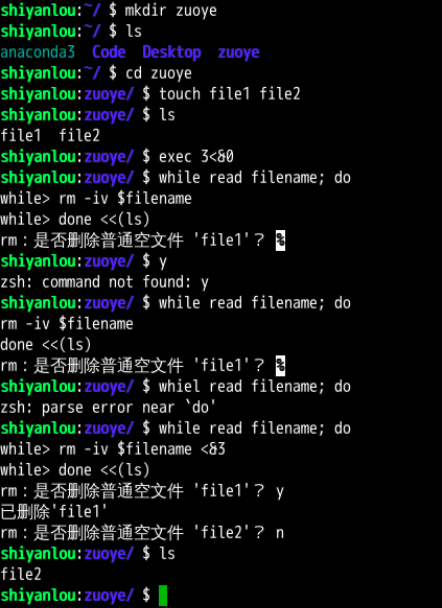 shiyanlou:~/ $ mkdir zuoye
shiyanlou:~/ $ ls
anaconda3  Code  Desktop  zuoye
shiyanlou:~/ $ cd zuoye
shiyanlou:zuoye/ $ touch file1 file2
shiyanlou:zuoye/ $ ls
file1  file2
shiyanlou:zuoye/ $ exec 3<&0
shiyanlou:zuoye/ $ while read filename; do
while> rm -iv $filename
while> done <<(ls)
rm：是否删除普通空文件 'file1'？ %
shiyanlou:zuoye/ $ y
zsh: command not found: y
shiyanlou:zuoye/ $ while read filename; do
rm -iv $filename
done <<(ls)
rm：是否删除普通空文件 'file1'？ %
shiyanlou:zuoye/ $ whiel read filename; do
zsh: parse error near `do'
shiyanlou:zuoye/ $ while read filename; do
while> rm -iv $filename <&3
while> done <<(ls)
rm：是否删除普通空文件 'file1'？ y
已删除'file1'
rm：是否删除普通空文件 'file2'？ n
shiyanlou:zuoye/ $ ls
file2
shiyanlou:zuoye/ $